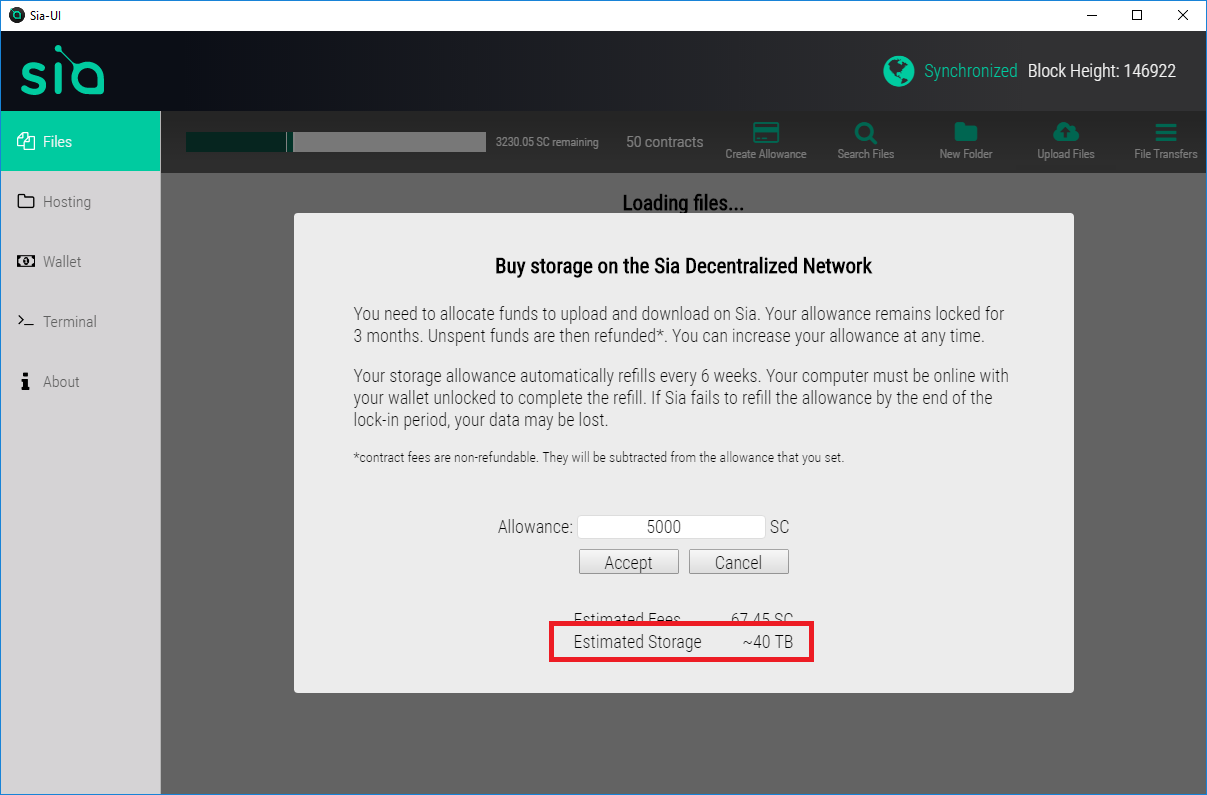 Sia-UI
sia
Synchronized Block Height: 146922
Files
3230.05 SC remaining
50 contracts
Create Allowance
Search Files
New Folder
Upload Files
File Transfers
Hosting
Wallet
Terminal
About
Loading files...
Buy storage on the Sia Decentralized Network
You need to allocate funds to upload and download on Sia. Your allowance remains locked for
3 months. Unspent funds are then refunded*. You can increase your allowance at any time.
Your storage allowance automatically refills every 6 weeks. Your computer must be online with
your wallet unlocked to complete the refill. If Sia fails to refill the allowance by the end of the
lock-in period, your data may be lost.
*contract fees are non-refundable. They will be subtracted from the allowance that you set.
Allowance: 5000 SC
Accept Cancel
Estimated Fees 67.45 SC
Estimated Storage ~40 TB